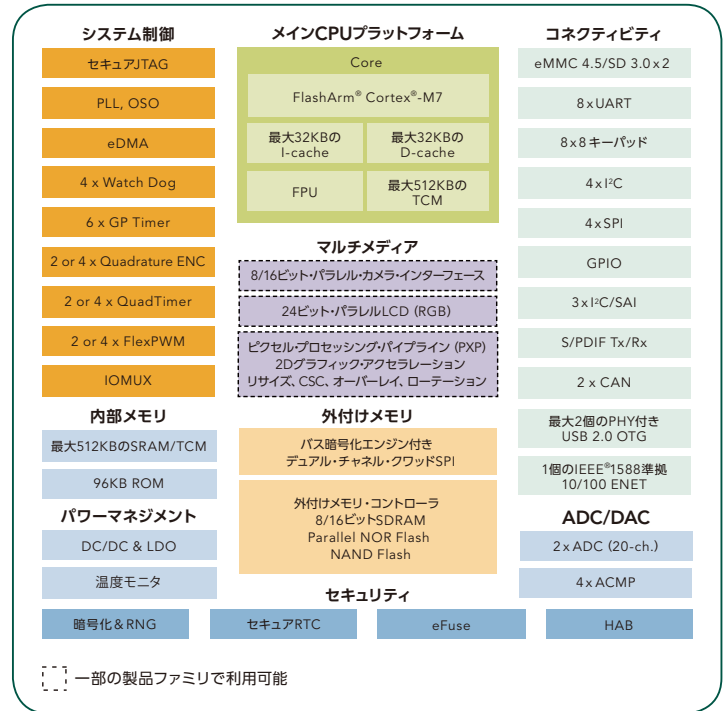 システム制御
セキュアJTAG
PLL, OSO
eDMA
4 x Watch Dog
6 x GP Timer
2 or 4 x Quadrature ENC
2 or 4 x QuadTimer
2 or 4 x FlexPWM
IOMUX
内部メモリ
最大512KBのSRAM/TCM
96KB ROM
パワーマネジメント
DC/DC & LDO
温度モニタ
メインCPUプラットフォーム
Core
FlashArm® Cortex®-M7
最大32KBの
I-cache
最大32KBの
D-cache
FPU
最大512KBの
TCM
マルチメディア
8/16ビット・パラレル・カメラ・インターフェース
24ビット・パラレルLCD (RGB)
ピクセル・プロセッシング・パイプライン (PXP)
2Dグラフィック・アクセラレーション
リサイズ、CSC、オーバーレイ、ローテーション
外付けメモリ
バス暗号化エンジン付き
デュアル・チャネル・クワッドSPI
外付けメモリ・コントローラ
8/16ビットSDRAM
Parallel NOR Flash
NAND Flash
コネクティビティ
eMMC 4.5/SD 3.0 x 2
8 x UART
8 x 8 キーパッド
4 x I²C
4 x SPI
GPIO
3 x I²C/SAI
S/PDIF Tx/Rx
2 x CAN
最大2個のPHY付き
USB 2.0 OTG
1個のIEEE®1588準拠
10/100 ENET
ADC/DAC
2 x ADC (20-ch.)
4 x ACMP
セキュリティ
暗号化＆RNG
セキュアRTC
eFuse
HAB
一部の製品ファミリで利用可能